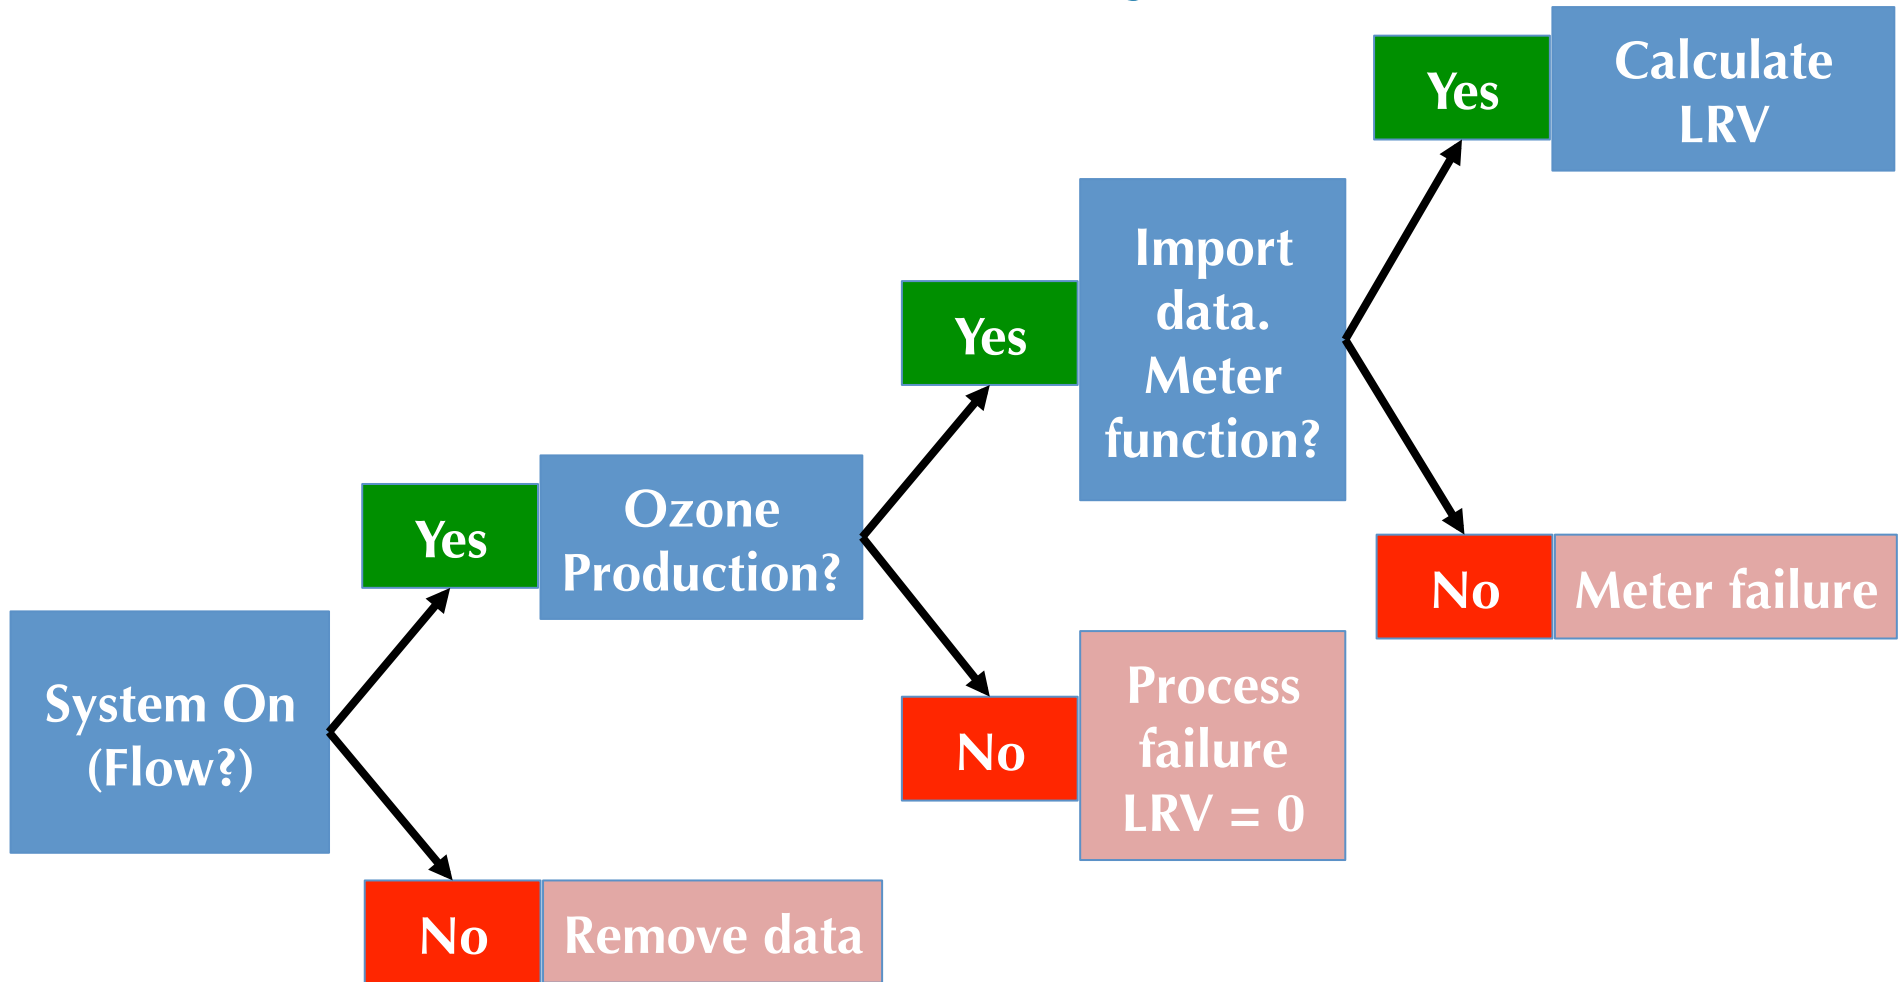 System On
(Flow?)
Yes
Ozone
Production?
No
Remove data
Yes
Import
data.
Meter
function?
No
Process
failure
LRV = 0
Yes
Calculate
LRV
No
Meter failure